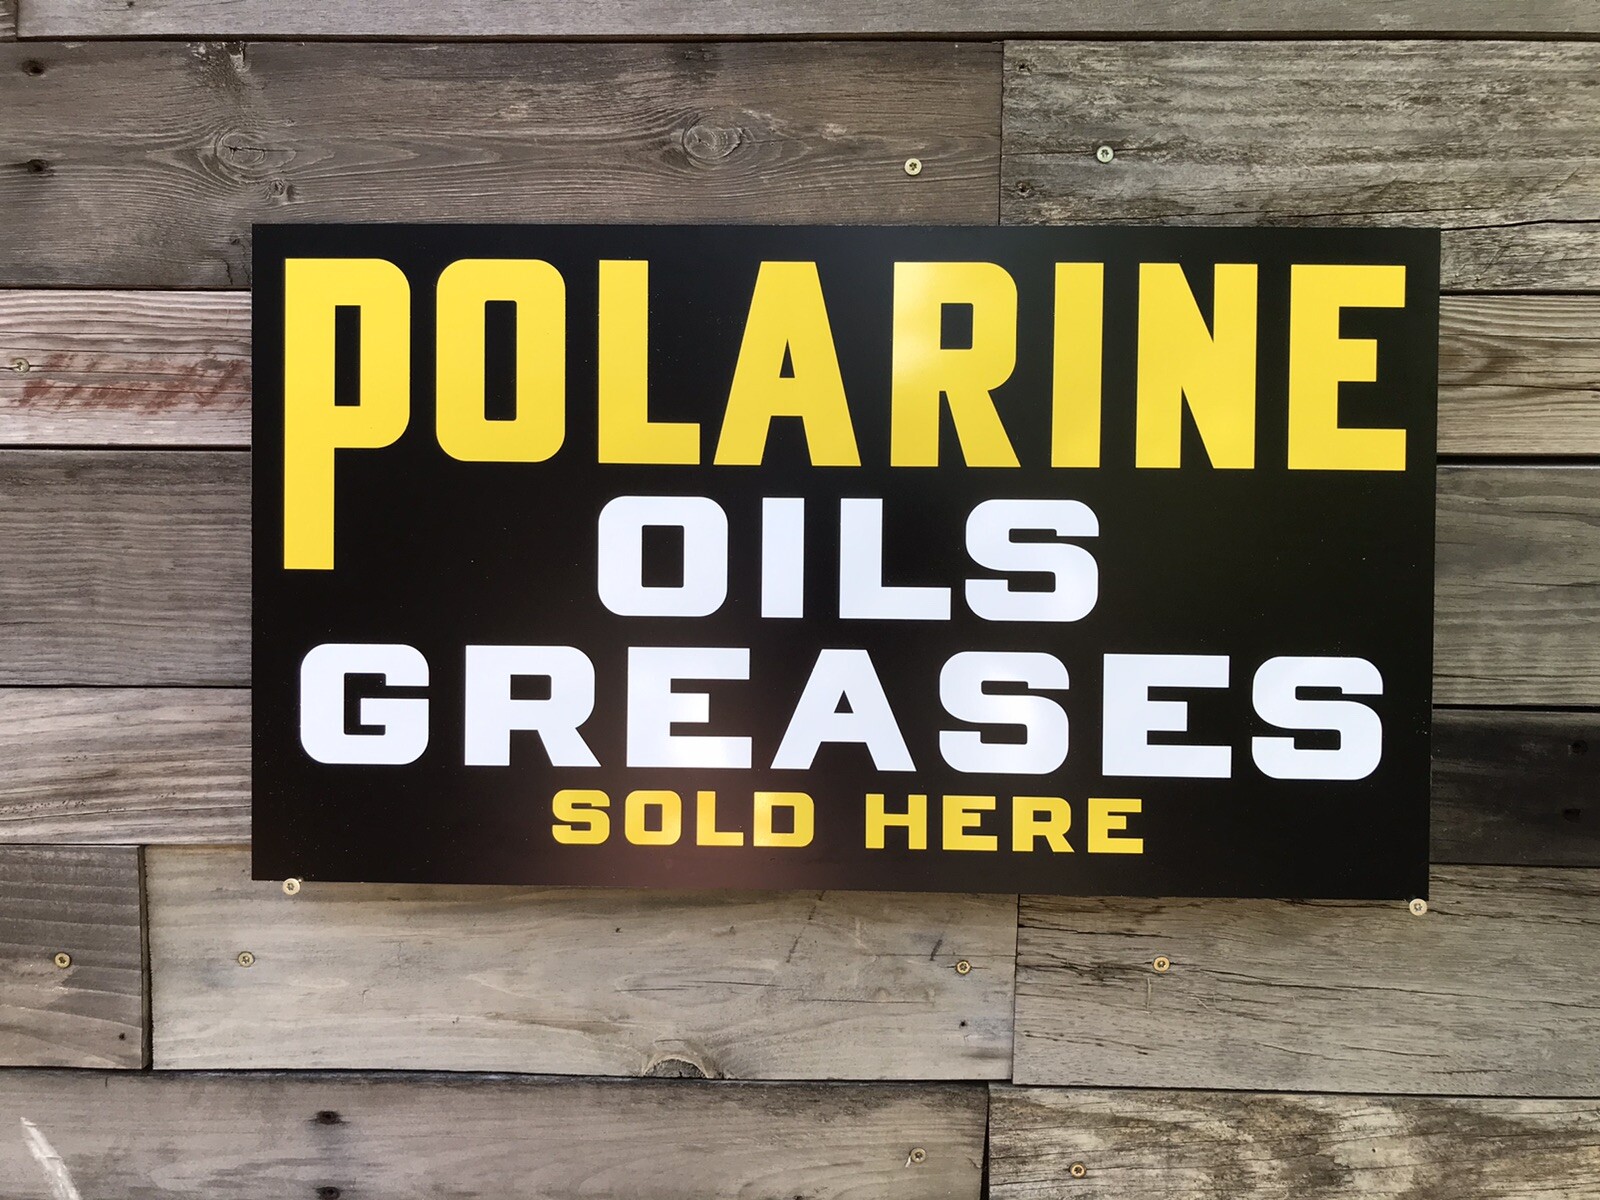 POLARINE
OILS
GREASES
SOLD HERE